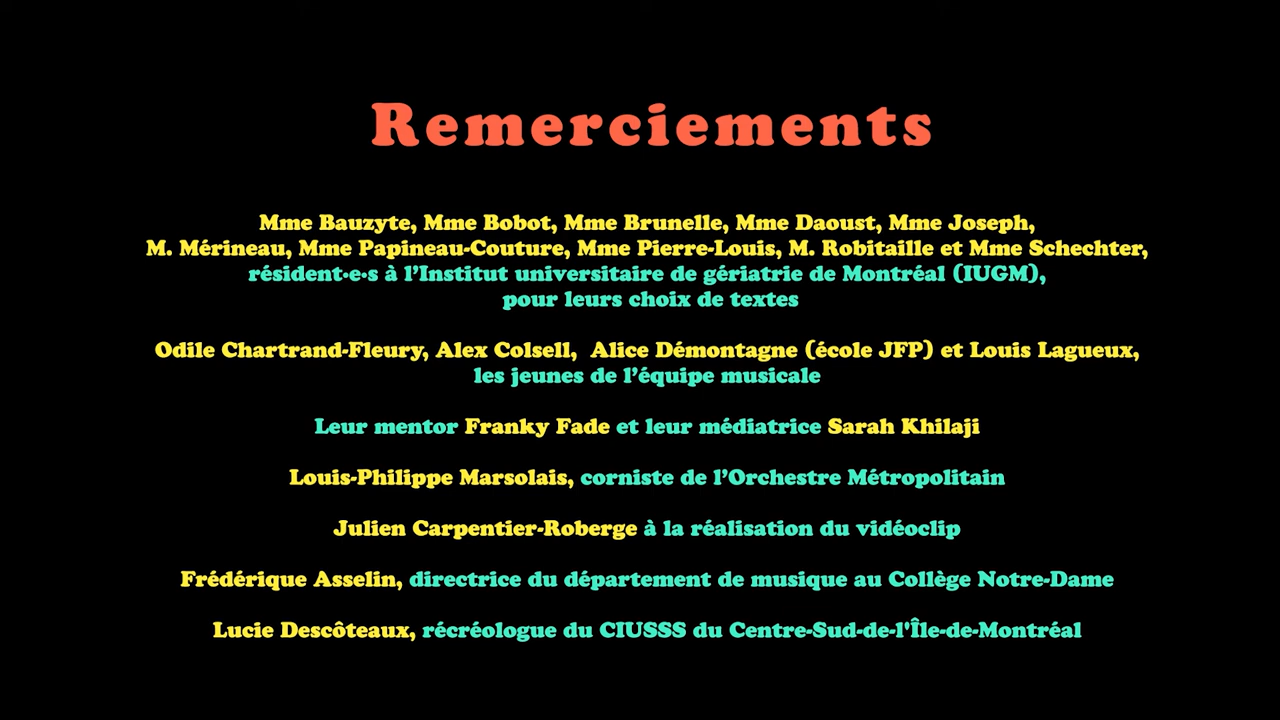 Remerciements
Mme Bauzyte, Mme Bobot, Mme Brunelle, Mme Daoust, Mme Joseph,
M. Mérineau, Mme Papineau-Couture, Mme Pierre-Louis, M. Robitaille et Mme Schechter,
résident·e·s à l’Institut universitaire de gériatrie de Montréal (IUGM),
pour leurs choix de textes
Odile Chartrand-Fleury, Alex Colsell,  Alice Démontagne (école JFP) et Louis Lagueux,
les jeunes de l’équipe musicale
Leur mentor Franky Fade et leur médiatrice Sarah Khilaji
Louis-Philippe Marsolais, corniste de l’Orchestre Métropolitain
Julien Carpentier-Roberge à la réalisation du vidéoclip
Frédérique Asselin, directrice du département de musique au Collège Notre-Dame
Lucie Descôteaux, récréologue du CIUSSS du Centre-Sud-de-l'Île-de-Montréal